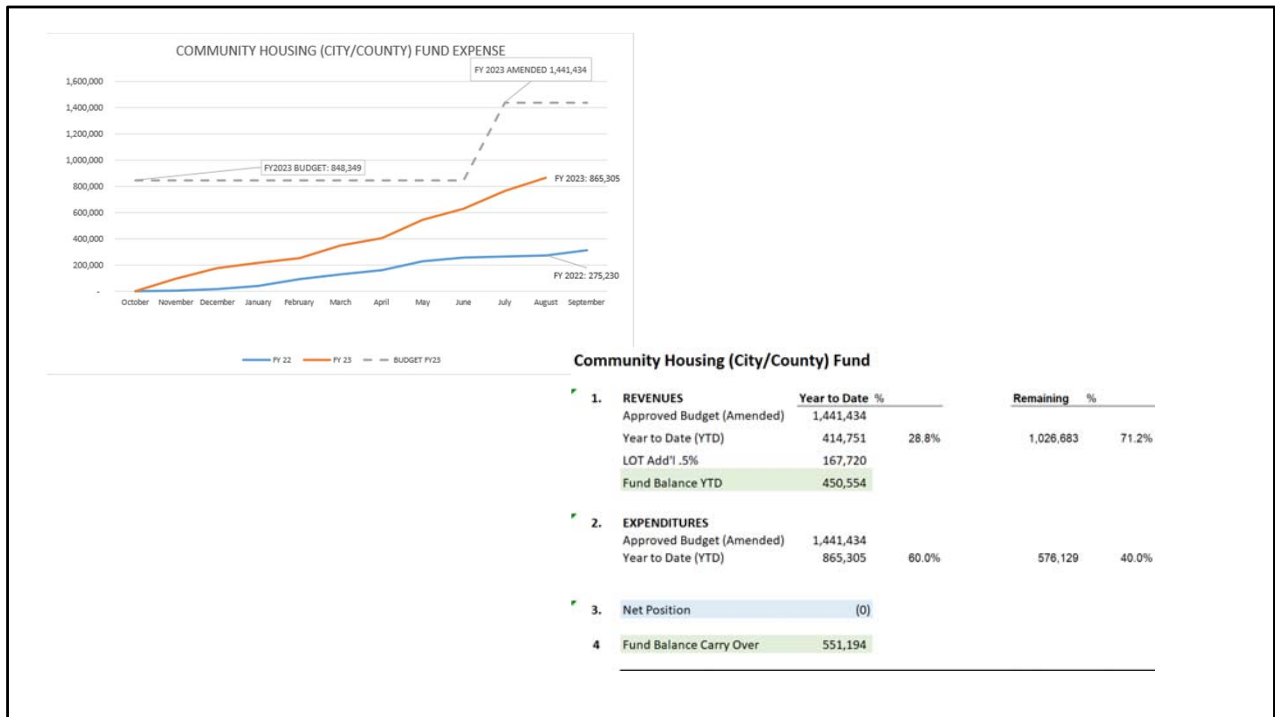 COMMUNITY HOUSING (CITY/COUNTY) FUND EXPENSE
FY 2023 AMENDED 1,441,434
1,600,000
1,400,000
1,200,000
1,000,000
800,000
600,000
400,000
200,000
-
FY2023 BUDGET: 848,349
FY 2023: 865,305
FY 2022: 275,230
October November December January February March April May June July August September
FY 22 FY 23 BUDGET FY23
Community Housing (City/County) Fund
1. REVENUES Year to Date % Remaining %
Approved Budget (Amended) 1,441,434
Year to Date (YTD) 414,751 28.8% 1,026,683 71.2%
LOT Add'l .5% 167,720
Fund Balance YTD 450,554
2. EXPENDITURES
Approved Budget (Amended) 1,441,434
Year to Date (YTD) 865,305 60.0% 576,129 40.0%
3. Net Position (0)
4 Fund Balance Carry Over 551,194